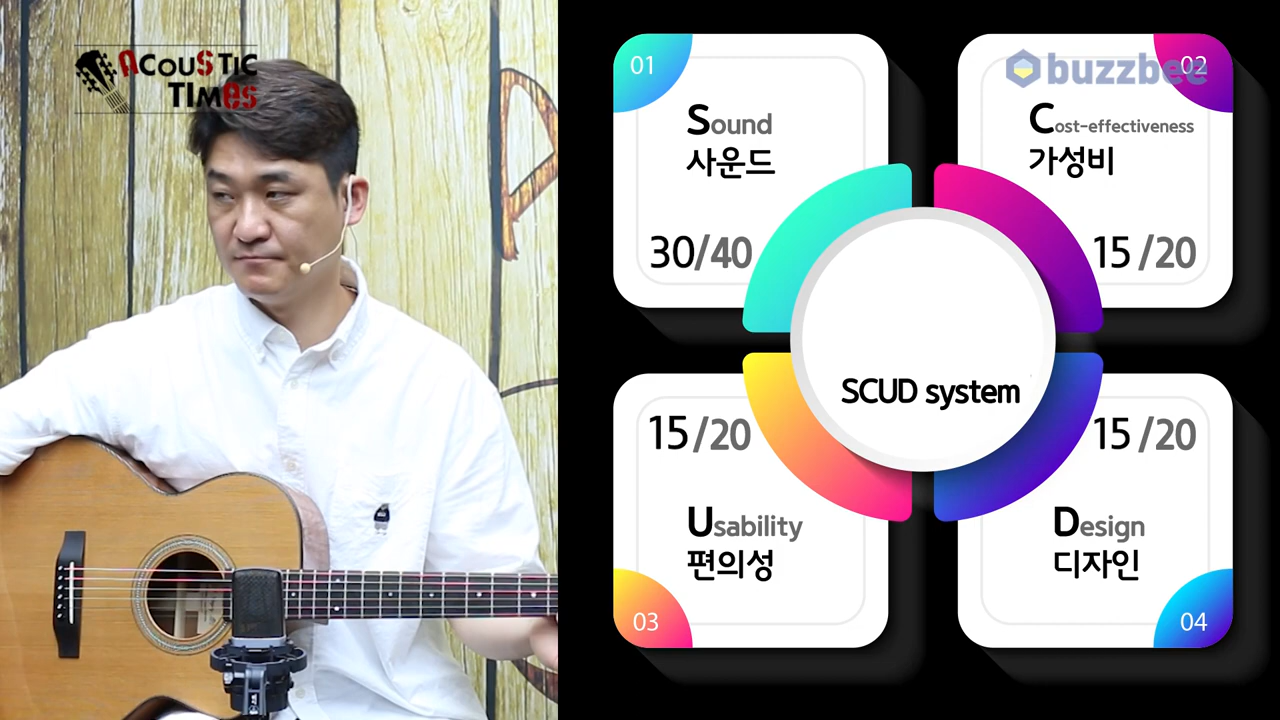 AcouSTic
TIMes
buzzbee
01
Sound
사운드
30/40
02
Cost-effectiveness
가성비
15/20
SCUD system
15/20
Usability
편의성
03
15/20
Design
디자인
04